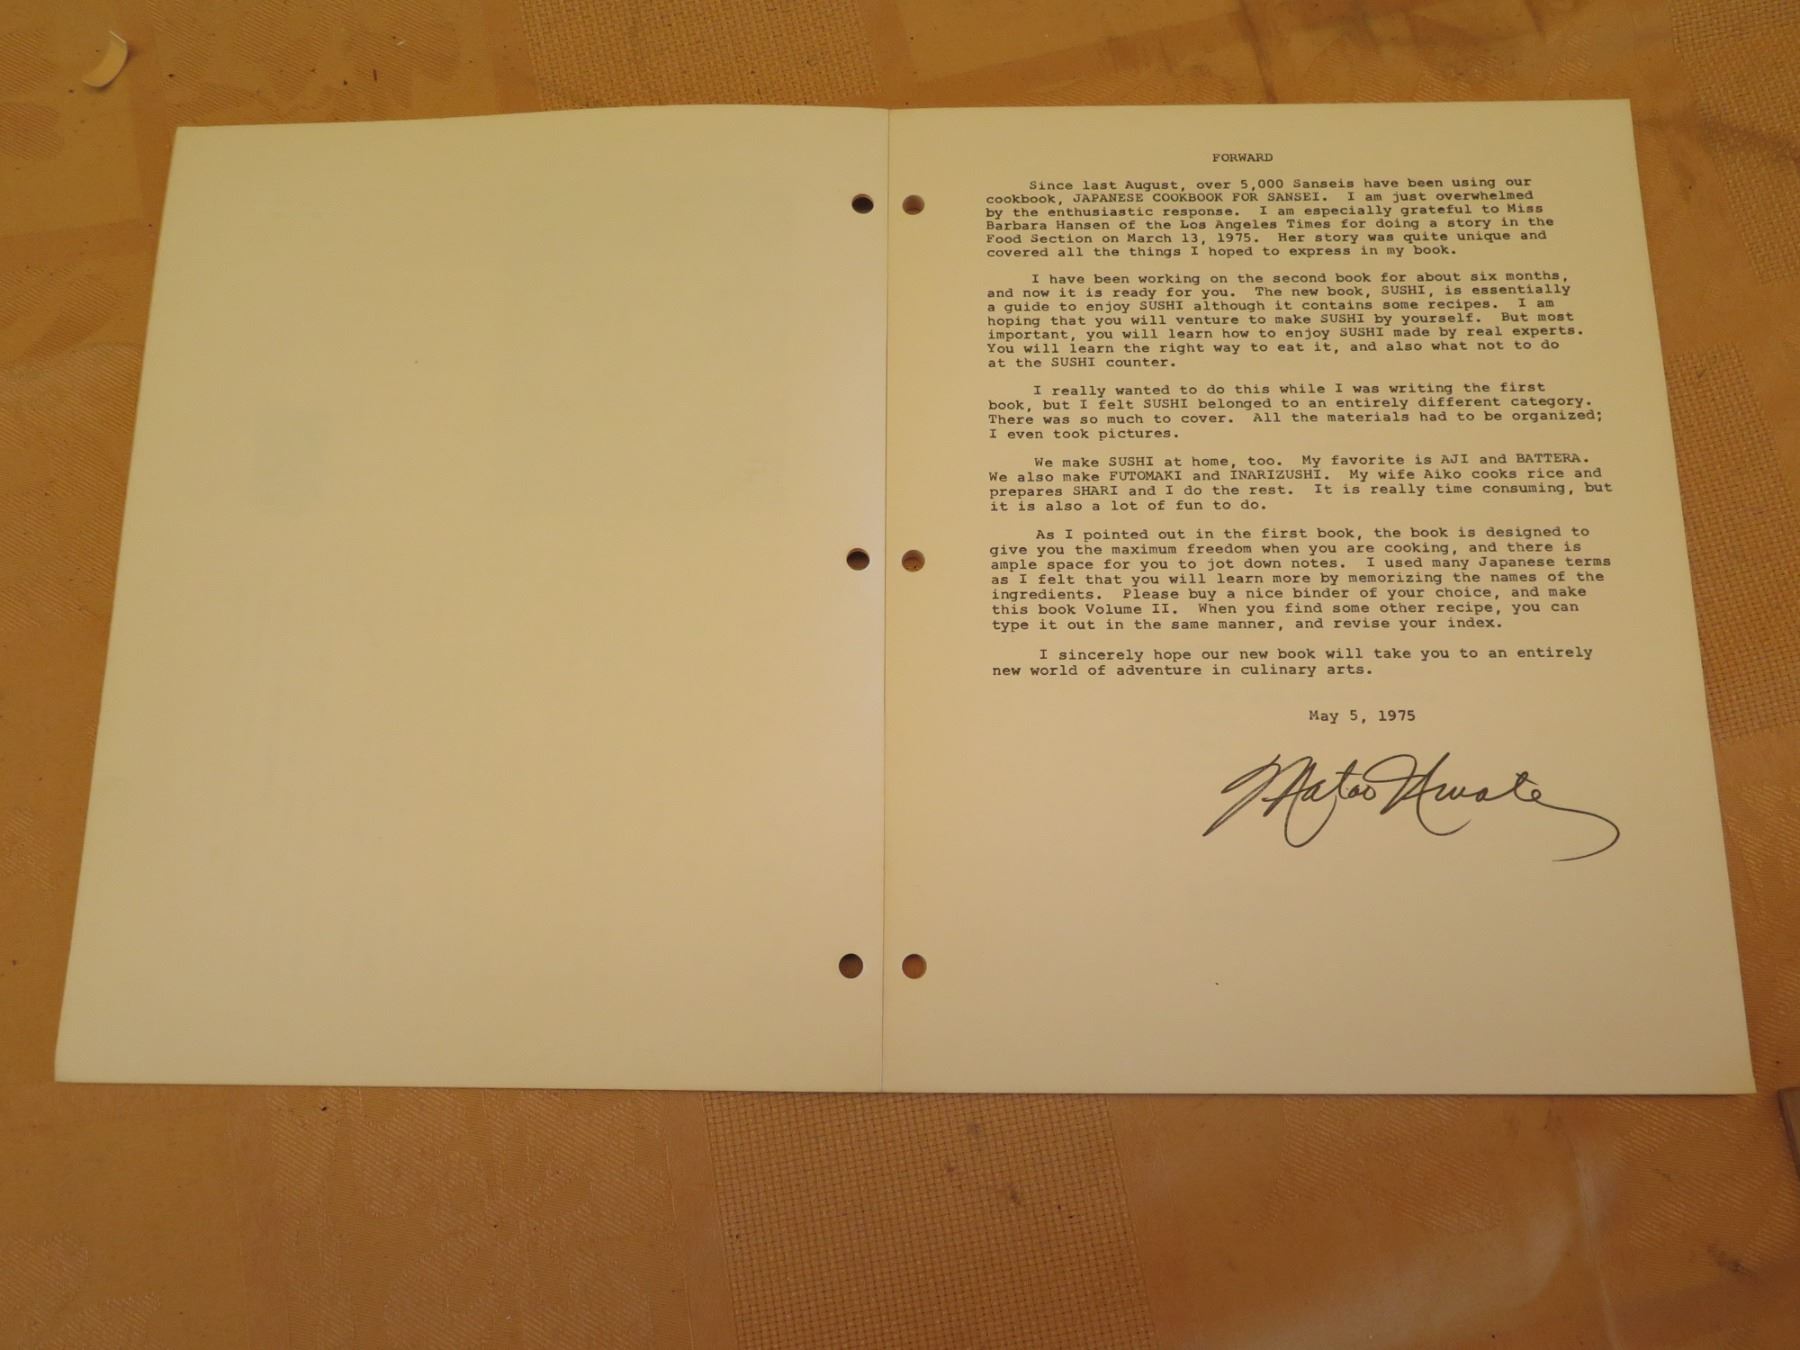 FORWARD
Since last August, over 5,000 Sanseis have been using our
cookbook, JAPANESE COOKBOOK FOR SANSEI. I am just overwhelmed
by the enthusiastic response. I am especially grateful to Miss
Barbara Hansen of the Los Angeles Times for doing a story in the
Food Section on March 13, 1975. Her story was quite unique and
covered all the things I hoped to express in my book.
I have been working on the second book for about six months,
and now it is ready for you. The new book, SUSHI, is essentially
a guide to enjoy SUSHI although it contains some recipes. I am
hoping that you will venture to make SUSHI by yourself. But most
important, you will learn how to enjoy SUSHI made by real experts.
You will learn the right way to eat it, and also what not to do
at the SUSHI counter.
I really wanted to do this while I was writing the first
book, but I felt SUSHI belonged to an entirely different category.
There was so much to cover. All the materials had to be organized;
I even took pictures.
We make SUSHI at home, too. My favorite is AJI and BATTERA.
We also make FUTOMAKI and INARIZUSHI. My wife Aiko cooks rice and
prepares SHARI and I do the rest. It is really time consuming, but
it is also a lot of fun to do.
As I pointed out in the first book, the book is designed to
give you the maximum freedom when you are cooking, and there is
ample space for you to jot down notes. I used many Japanese terms
as I felt that you will learn more by memorizing the names of the
ingredients. Please buy a nice binder of your choice, and make
this book Volume II. When you find some other recipe, you can
type it out in the same manner, and revise your index.
I sincerely hope our new book will take you to an entirely
new world of adventure in culinary arts.
May 5, 1975
Matao Uwate